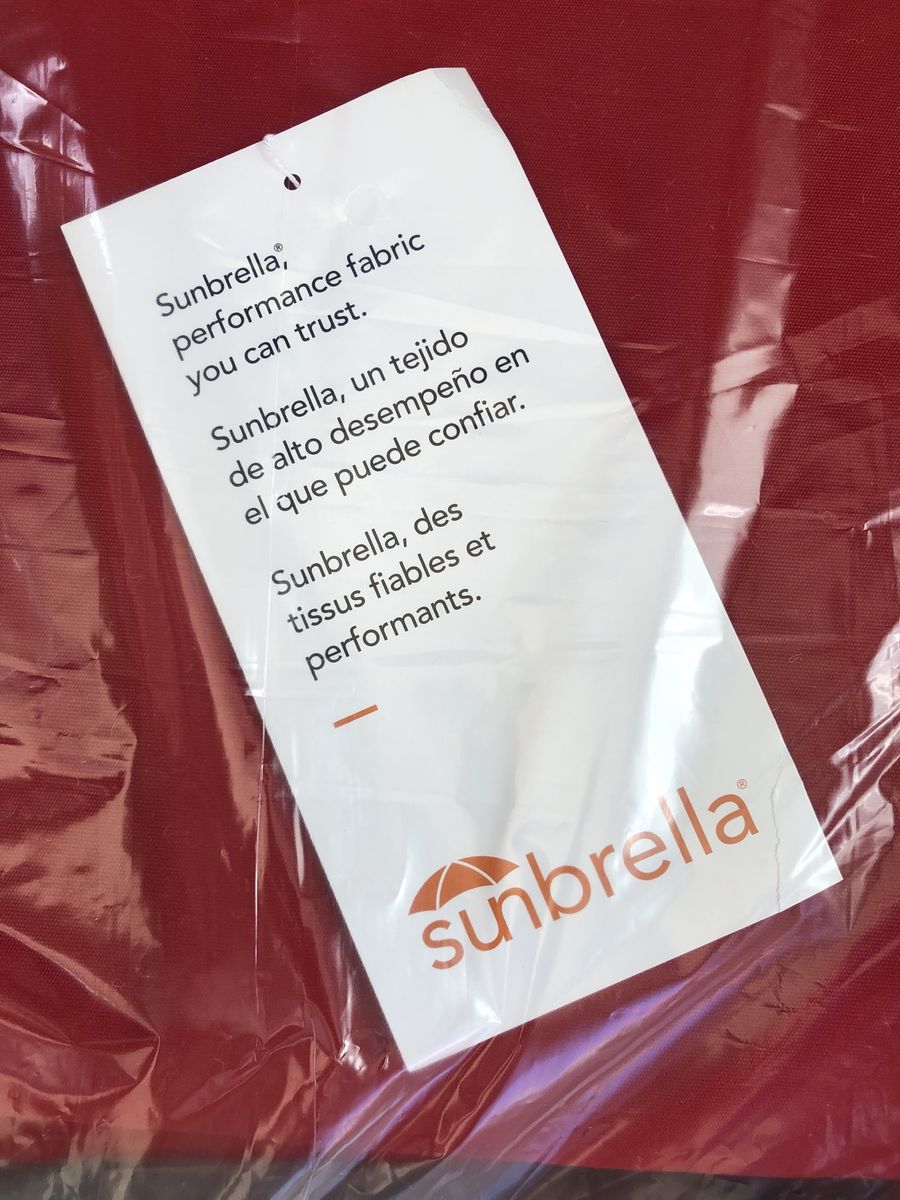 Sunbrella®,
performance fabric
you can trust.
Sunbrella, un tejido
de alto desempeño en
el que puede confiar.
Sunbrella, des
tissus fiables et
performants.
sunbrella®